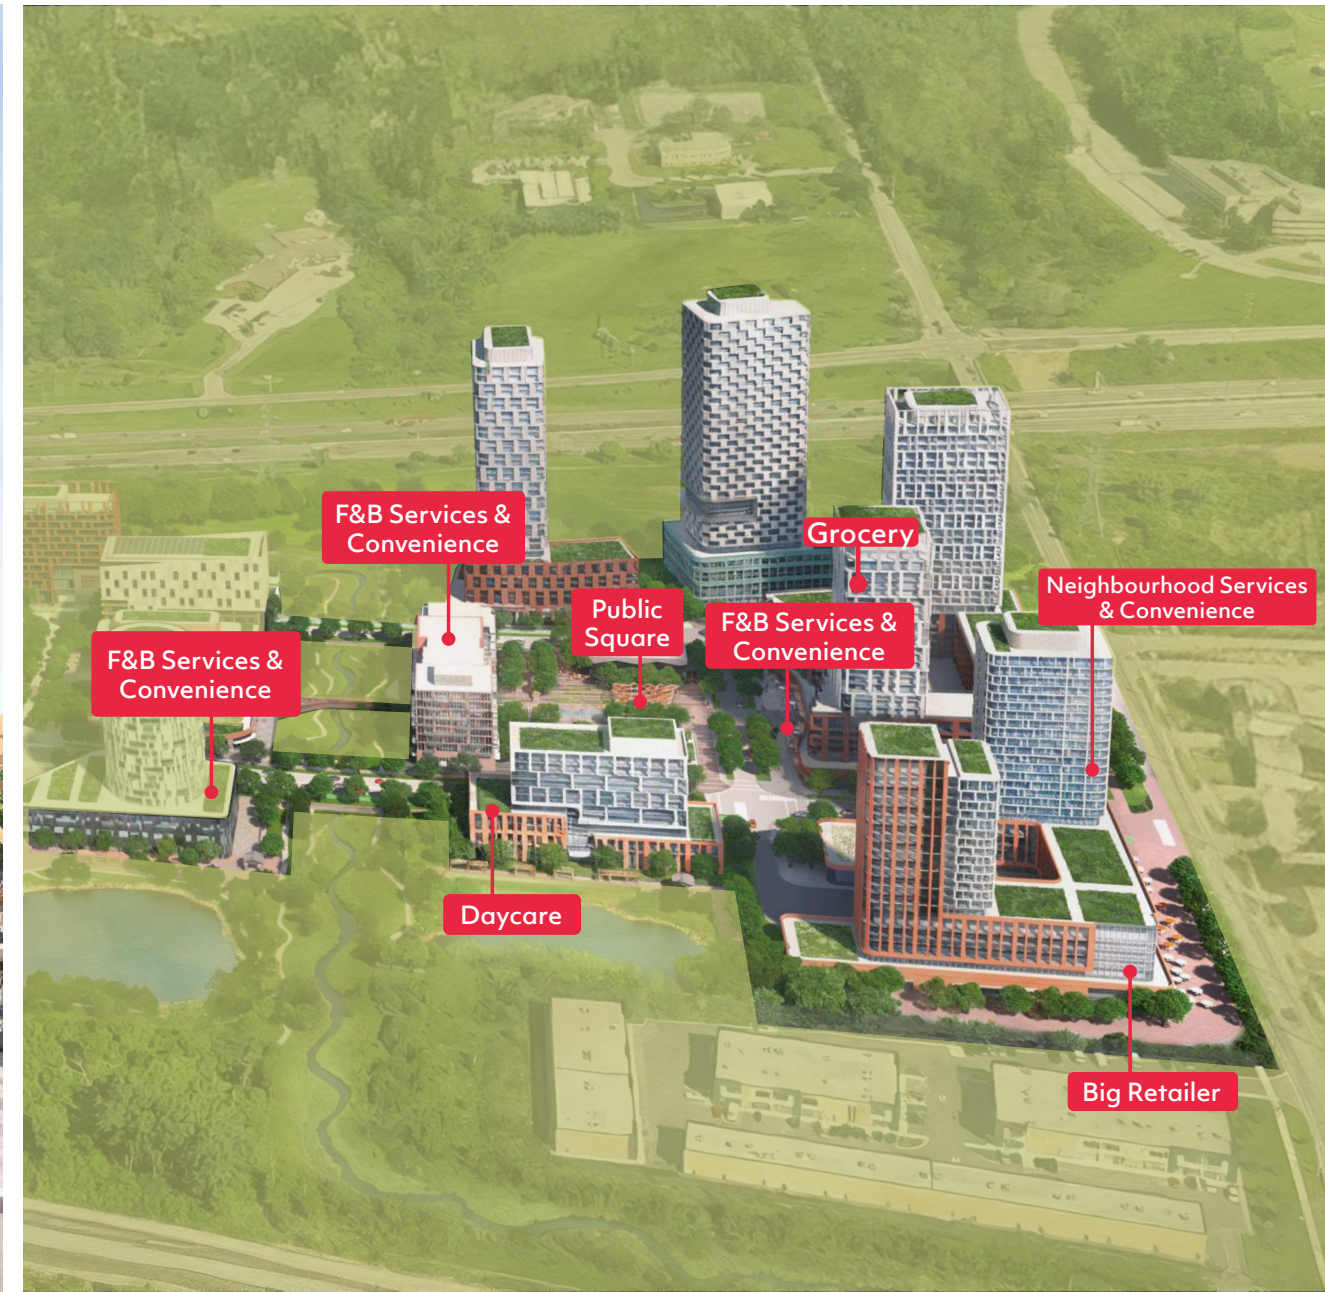 F&B Services &
Convenience
Grocery
Neighbourhood Services
& Convenience
Public
Square
F&B Services &
Convenience
F&B Services &
Convenience
Daycare
Big Retailer